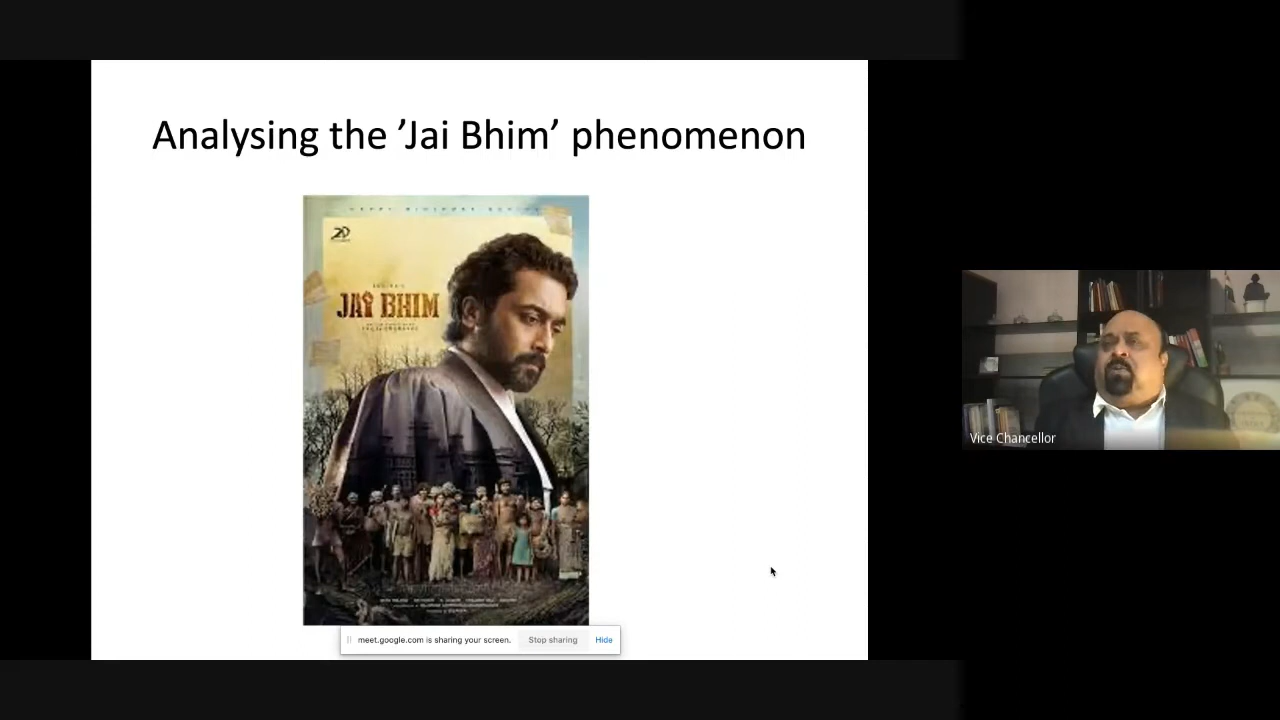 Analysing the ’Jai Bhim’ phenomenon
2D
JAI BHIM
meet.google.com is sharing your screen. Stop sharing Hide
Vice Chancellor